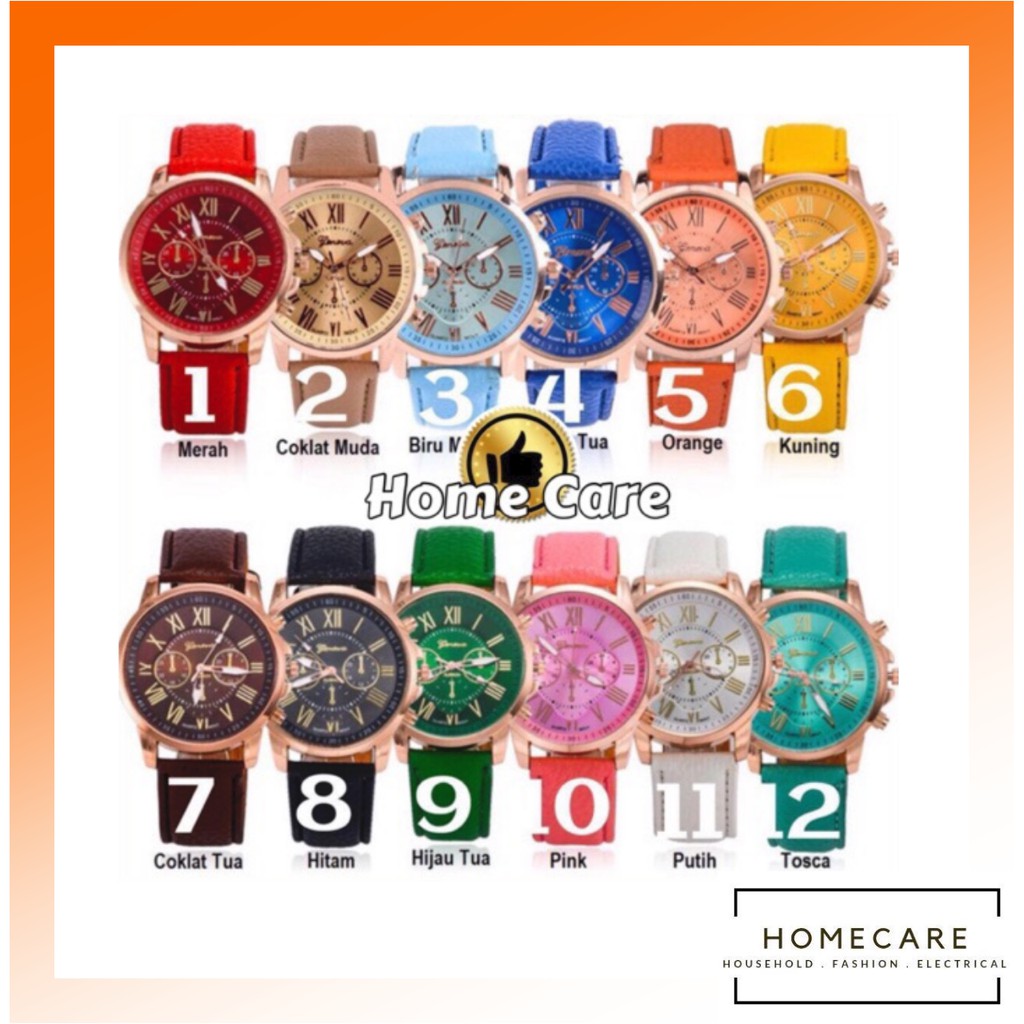 1 2 3 4 5 6
Merah Coklat Muda Biru Tua Orange Kuning
Home Care
7 8 9 10 11 12
Coklat Tua Hitam Hijau Tua Pink Putih Tosca
HOMECARE
HOUSEHOLD . FASHION . ELECTRICAL